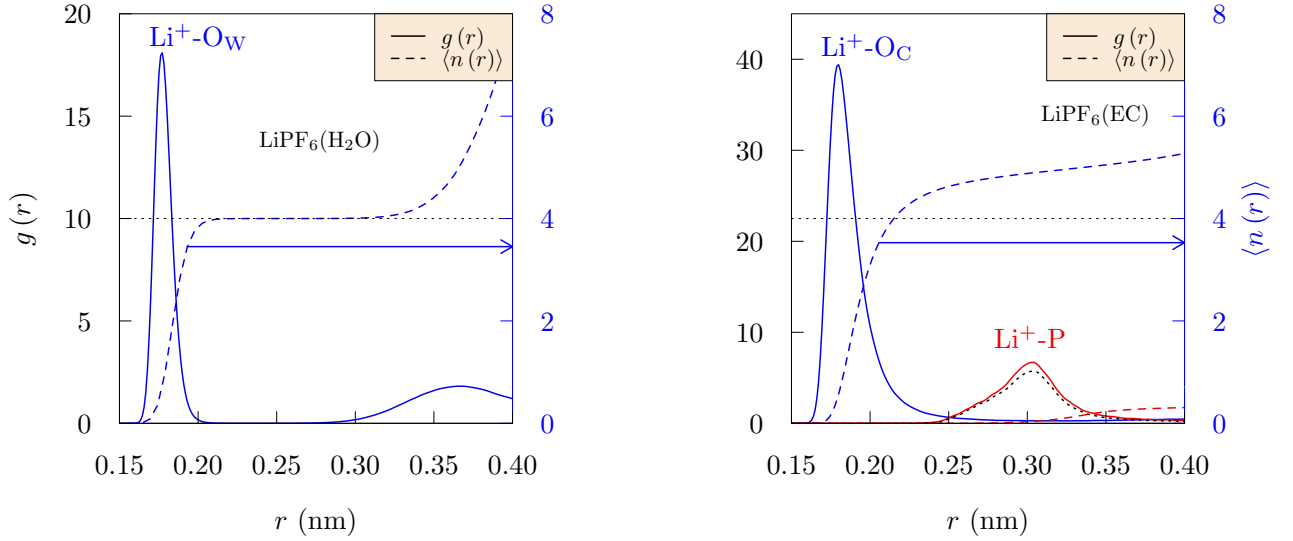 Li⁺-O_W
g (r)
⟨n (r)⟩
LiPF₆(H₂O)
g (r)
20
15
10
5
0
8
6
4
2
0
0.15 0.20 0.25 0.30 0.35 0.40
r (nm)
Li⁺-O_C
g (r)
⟨n (r)⟩
LiPF₆(EC)
Li⁺-P
40
30
20
10
0
8
6
4
2
0
⟨n (r)⟩
0.15 0.20 0.25 0.30 0.35 0.40
r (nm)